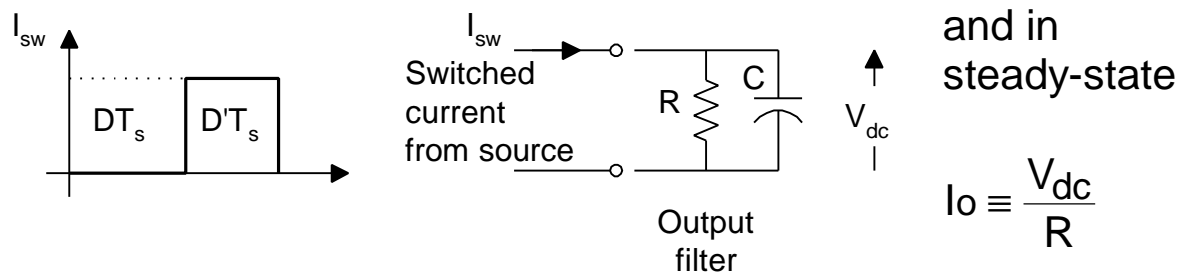 I_sw
DT_s
D'T_s
I_sw
Switched
current
from source
R
C
V_dc
Output
filter
and in
steady-state
Io ≡ V_dc / R